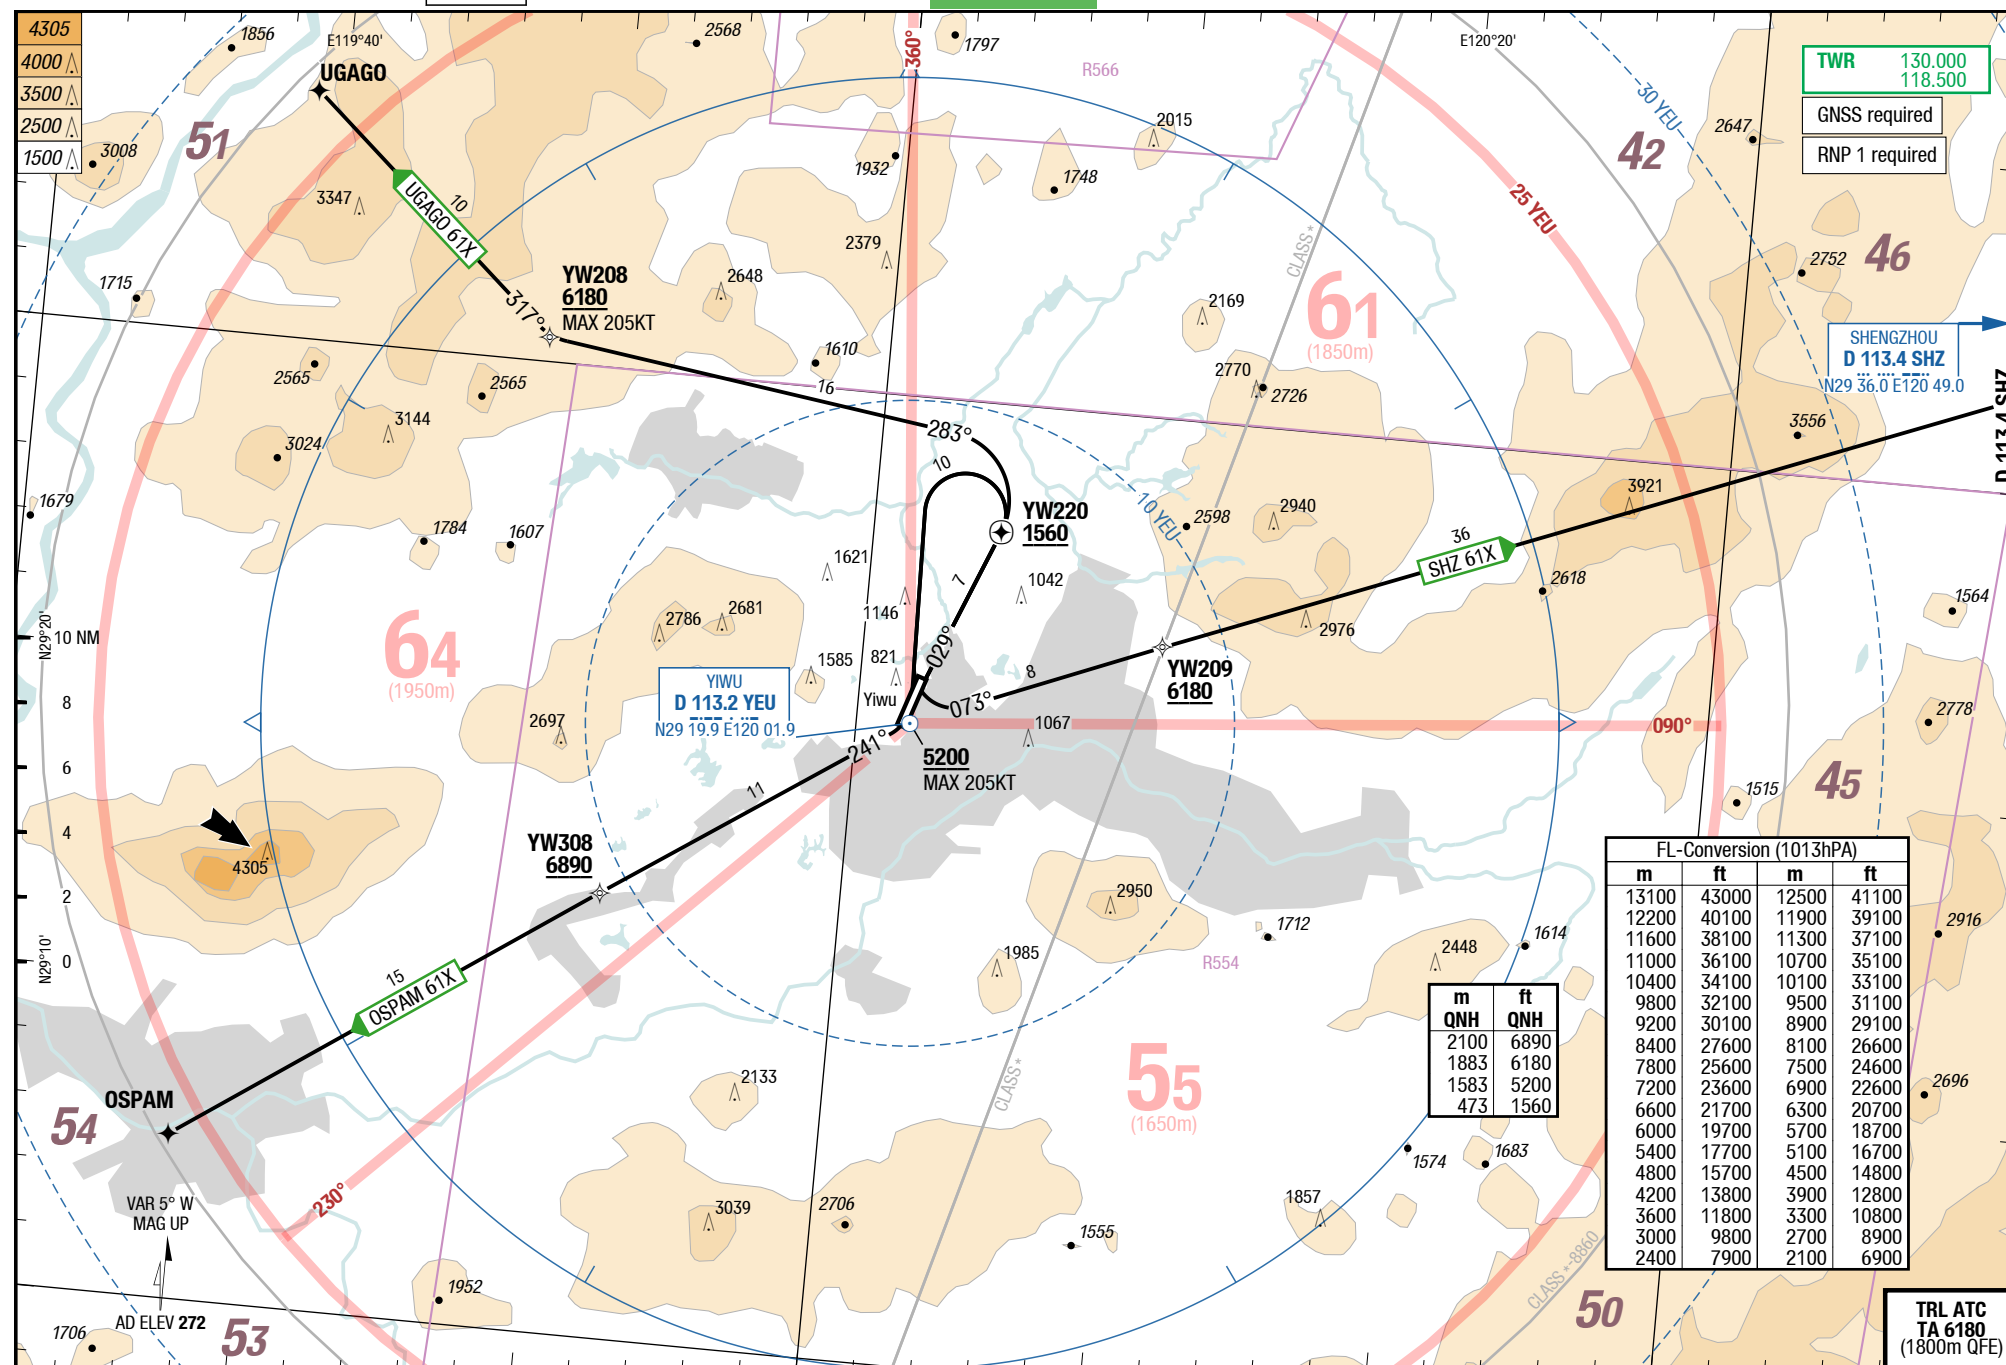 4305
4000
3500
2500
1500
1856
E119°40'
2568
1797
360°
R566
E120°20'
TWR 130.000
118.500
GNSS required
RNP 1 required
UGAGO
51
3008
3347
10
UGAGO 61X
317°
1932
2015
1748
30 YEU
42
2647
25 YEU
46
2752
1715
YW208
6180
MAX 205KT
2648
2379
CLASS *
2169
61
(1850m)
SHENGZHOU
D 113.4 SHZ
N29 36.0 E120 49.0
D 113.4 SHZ
2565
2565
1610
16
2770
2726
3144
3024
283°
10
3556
1679
1784
1607
YW220
1560
10 YEU
2598
2940
3921
36
SHZ 61X
1621
7
1042
2618
1146
2786
2681
2976
1564
N29°20'
10 NM
64
(1950m)
1585
821
029°
8
YW209
6180
YIWU
D 113.2 YEU
N29 19.9 E120 01.9
Yiwu
073°
8
2697
241°
1067
090°
2778
5200
MAX 205KT
6
11
45
1515
4
4305
YW308
6890
2
2950
1712
1614
2916
N29°10'
0
15
OSPAM 61X
1985
R554
2448
FL-Conversion (1013hPA)
m ft m ft
13100 43000 12500 41100
12200 40100 11900 39100
11600 38100 11300 37100
11000 36100 10700 35100
10400 34100 10100 33100
9800 32100 9500 31100
9200 30100 8900 29100
8400 27600 8100 26600
7800 25600 7500 24600
7200 23600 6900 22600
6600 21700 6300 20700
6000 19700 5700 18700
5400 17700 5100 16700
4800 15700 4500 14800
4200 13800 3900 12800
3600 11800 3300 10800
3000 9800 2700 8900
2400 7900 2100 6900
m ft
QNH QNH
2100 6890
1883 6180
1583 5200
473 1560
OSPAM
54
2133
CLASS *
55
(1650m)
2696
1574
1683
230°
VAR 5° W
MAG UP
3039
2706
1555
1857
CLASS *-8860
1952
AD ELEV 272
1706
53
50
TRL ATC
TA 6180
(1800m QFE)